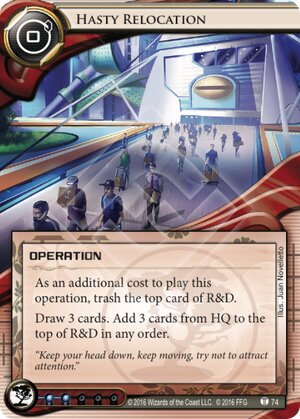 Hasty Relocation
0
OPERATION
As an additional cost to play this
operation, trash the top card of R&D.
Draw 3 cards. Add 3 cards from HQ to the
top of R&D in any order.
“Keep your head down, keep moving, try not to attract
attention.”
Illus. Juan Novelletto
© 2016 Wizards of the Coast LLC. © 2016 FFG
74